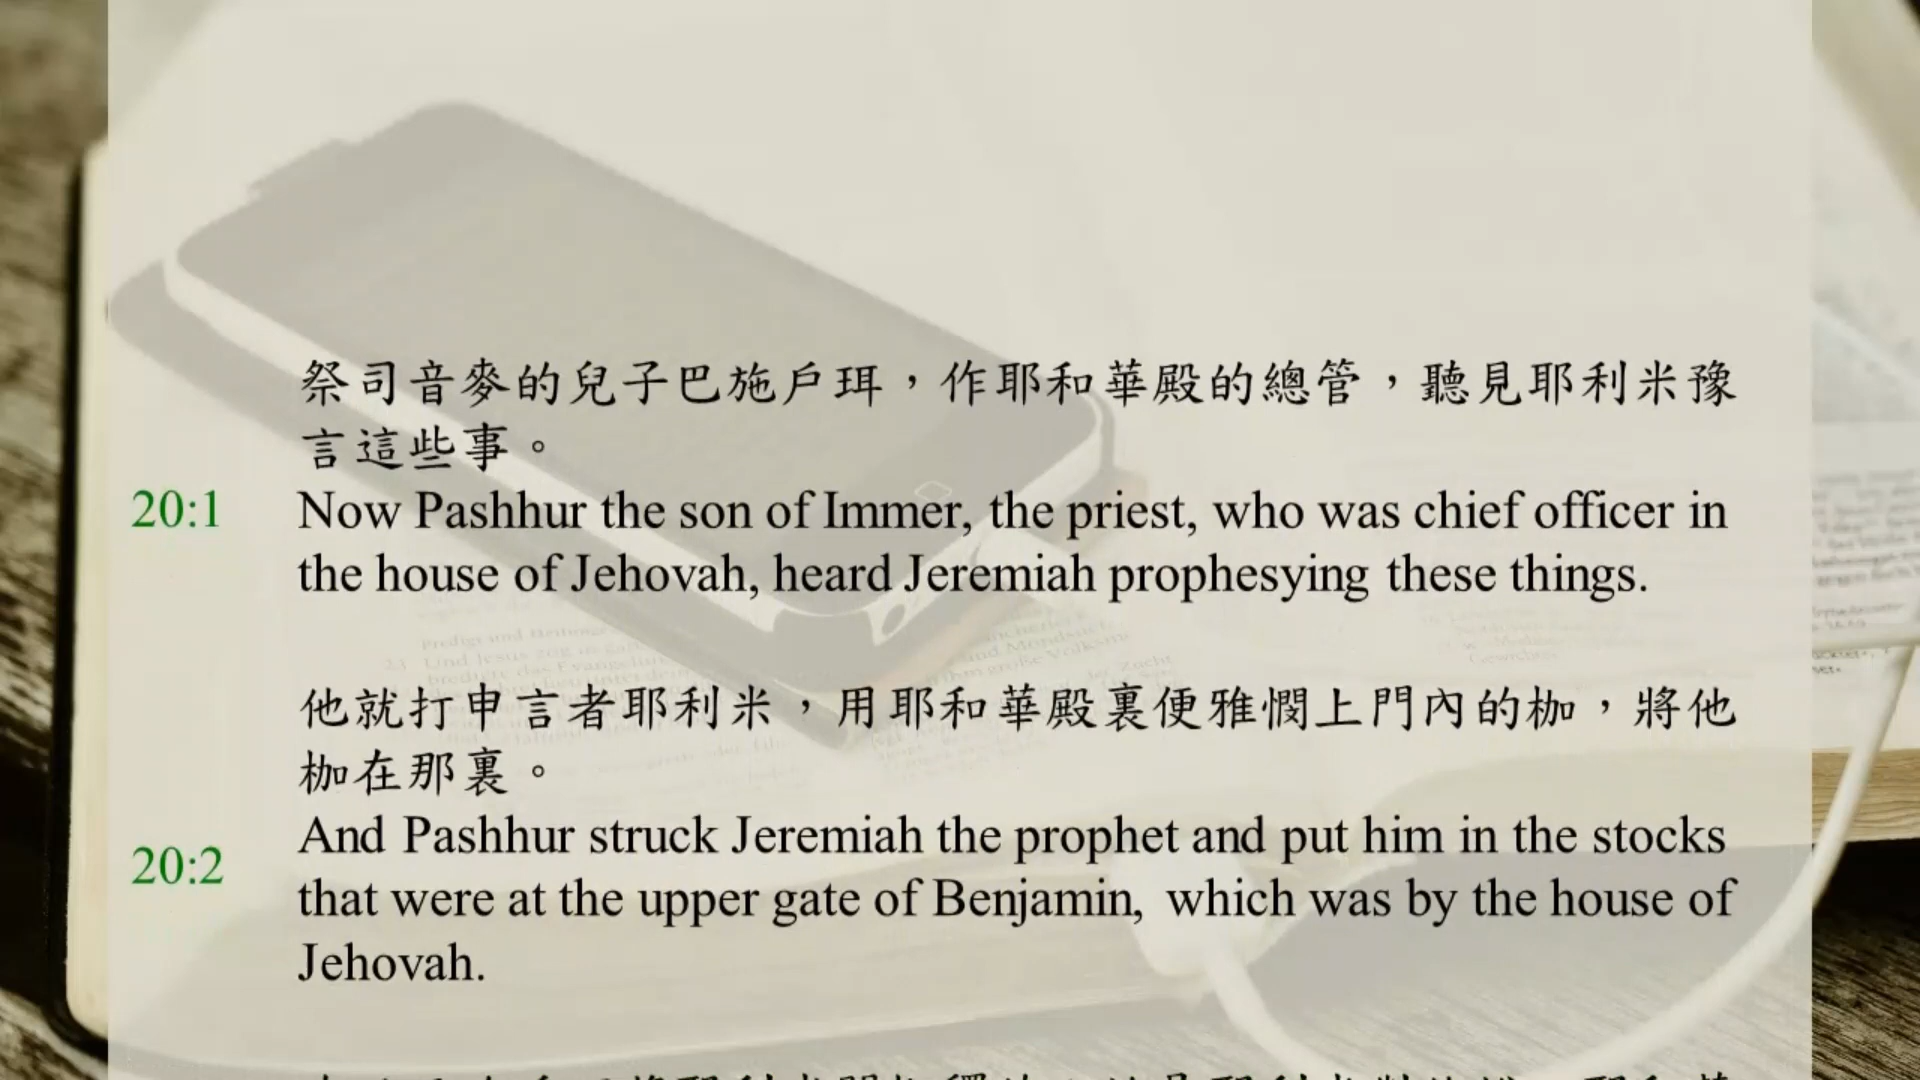 祭司音麥的兒子巴施戶珥，作耶和華殿的總管，聽見耶利米豫
言這些事。
20:1 Now Pashhur the son of Immer, the priest, who was chief officer in
the house of Jehovah, heard Jeremiah prophesying these things.
他就打申言者耶利米，用耶和華殿裏便雅憫上門內的枷，將他
枷在那裏。
And Pashhur struck Jeremiah the prophet and put him in the stocks
20:2 that were at the upper gate of Benjamin, which was by the house of
Jehovah.